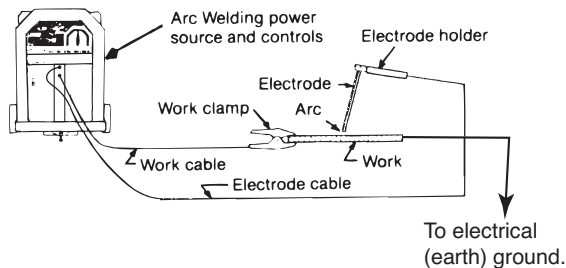 Arc Welding power
source and controls
Electrode holder
Electrode
Work clamp
Arc
Work cable
Work
Electrode cable
To electrical
(earth) ground.